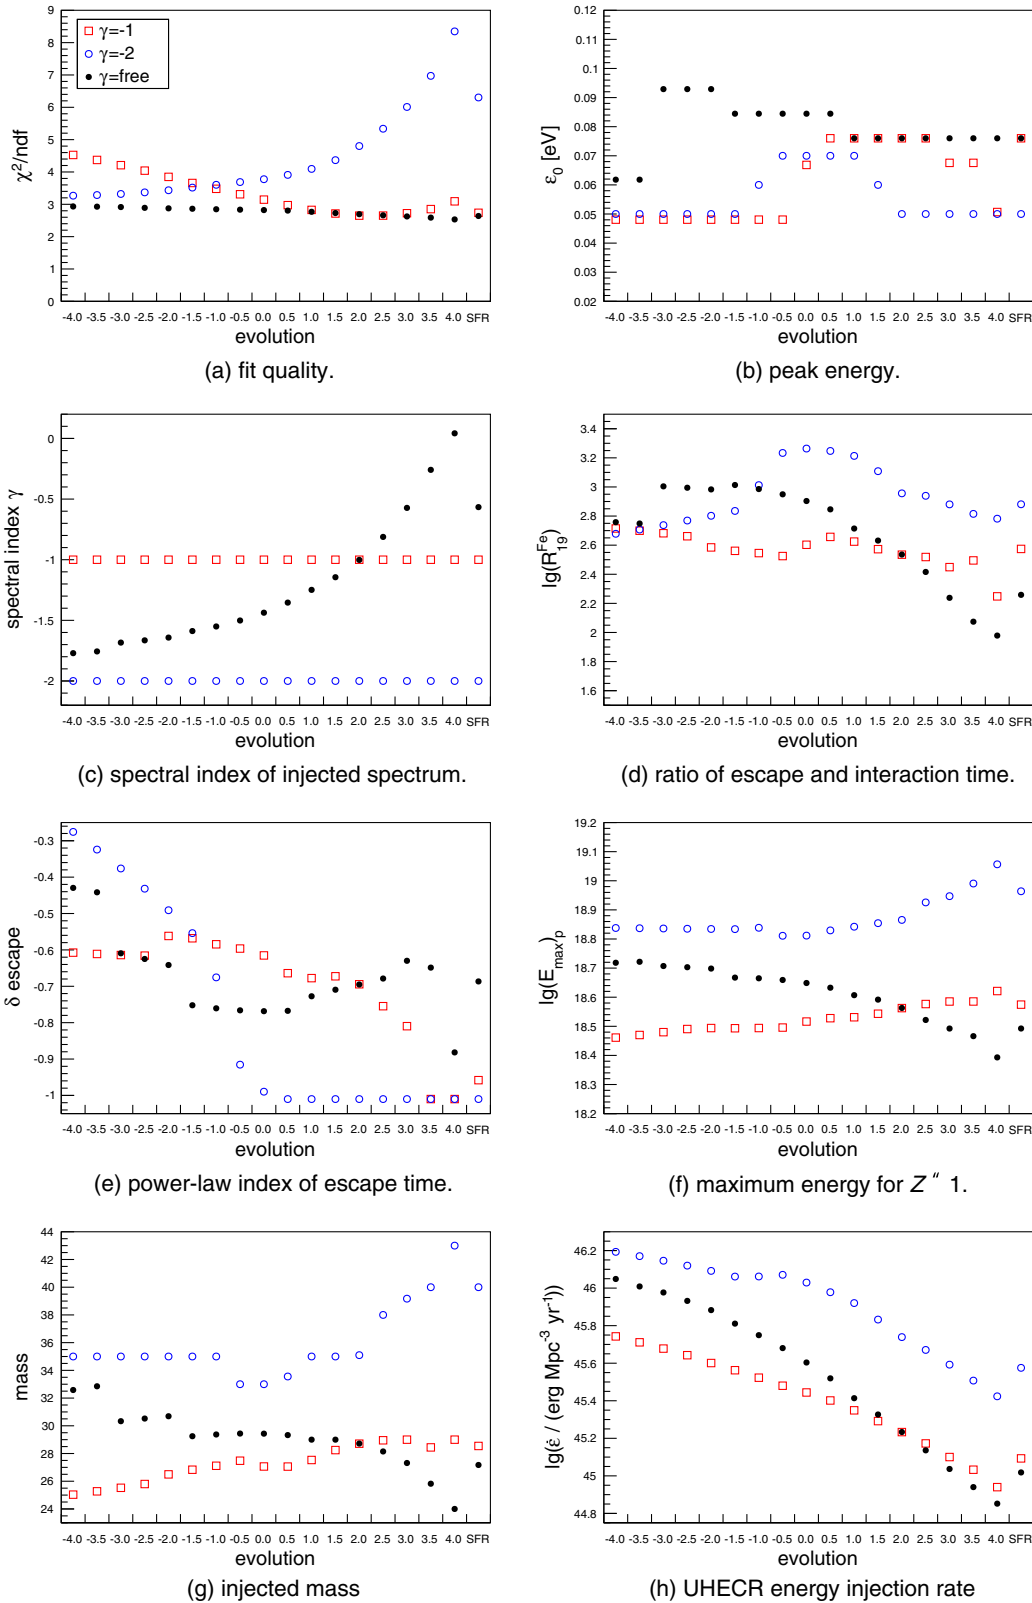 9
8
7
6
5
4
3
2
1
0
χ²/ndf
γ=-1
γ=-2
γ=free
-4.0 -3.5 -3.0 -2.5 -2.0 -1.5 -1.0 -0.5 0.0 0.5 1.0 1.5 2.0 2.5 3.0 3.5 4.0 SFR
evolution
(a) fit quality.
0.12
0.11
0.1
0.09
0.08
0.07
0.06
0.05
0.04
0.03
0.02
ε₀ [eV]
-4.0 -3.5 -3.0 -2.5 -2.0 -1.5 -1.0 -0.5 0.0 0.5 1.0 1.5 2.0 2.5 3.0 3.5 4.0 SFR
evolution
(b) peak energy.
0
-0.5
-1
-1.5
-2
spectral index γ
-4.0 -3.5 -3.0 -2.5 -2.0 -1.5 -1.0 -0.5 0.0 0.5 1.0 1.5 2.0 2.5 3.0 3.5 4.0 SFR
evolution
(c) spectral index of injected spectrum.
3.4
3.2
3
2.8
2.6
2.4
2.2
2
1.8
1.6
lg(R₁₉^Fe)
-4.0 -3.5 -3.0 -2.5 -2.0 -1.5 -1.0 -0.5 0.0 0.5 1.0 1.5 2.0 2.5 3.0 3.5 4.0 SFR
evolution
(d) ratio of escape and interaction time.
-0.3
-0.4
-0.5
-0.6
-0.7
-0.8
-0.9
-1
δ escape
-4.0 -3.5 -3.0 -2.5 -2.0 -1.5 -1.0 -0.5 0.0 0.5 1.0 1.5 2.0 2.5 3.0 3.5 4.0 SFR
evolution
(e) power-law index of escape time.
19.2
19.1
19
18.9
18.8
18.7
18.6
18.5
18.4
18.3
18.2
lg(E_max)_p
-4.0 -3.5 -3.0 -2.5 -2.0 -1.5 -1.0 -0.5 0.0 0.5 1.0 1.5 2.0 2.5 3.0 3.5 4.0 SFR
evolution
(f) maximum energy for Z “ 1.
44
42
40
38
36
34
32
30
28
26
24
mass
-4.0 -3.5 -3.0 -2.5 -2.0 -1.5 -1.0 -0.5 0.0 0.5 1.0 1.5 2.0 2.5 3.0 3.5 4.0 SFR
evolution
(g) injected mass
46.2
46
45.8
45.6
45.4
45.2
45
44.8
lg(ε̇ / (erg Mpc⁻³ yr⁻¹))
-4.0 -3.5 -3.0 -2.5 -2.0 -1.5 -1.0 -0.5 0.0 0.5 1.0 1.5 2.0 2.5 3.0 3.5 4.0 SFR
evolution
(h) UHECR energy injection rate